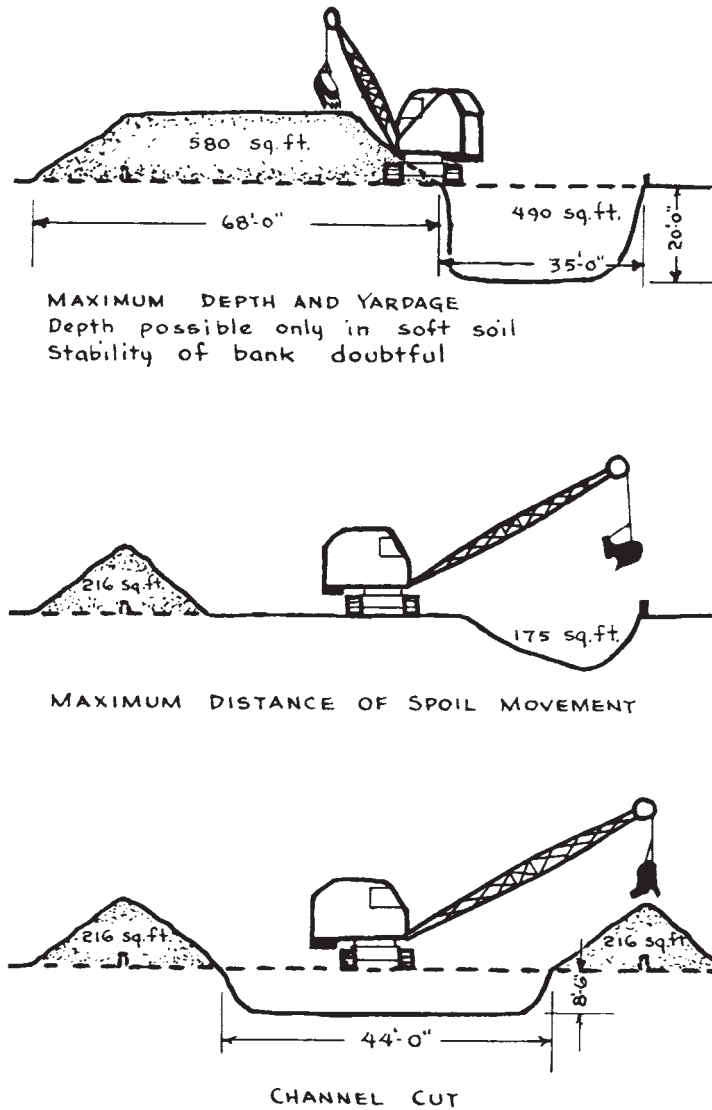 580 sq.ft.
68'-0"
490 sq.ft.
35'-0"
20'-0"
MAXIMUM DEPTH AND YARDAGE
Depth possible only in soft soil
Stability of bank doubtful
216 sq.ft.
175 sq.ft.
MAXIMUM DISTANCE OF SPOIL MOVEMENT
216 sq.ft.
216 sq.ft.
8'-6"
44'-0"
CHANNEL CUT